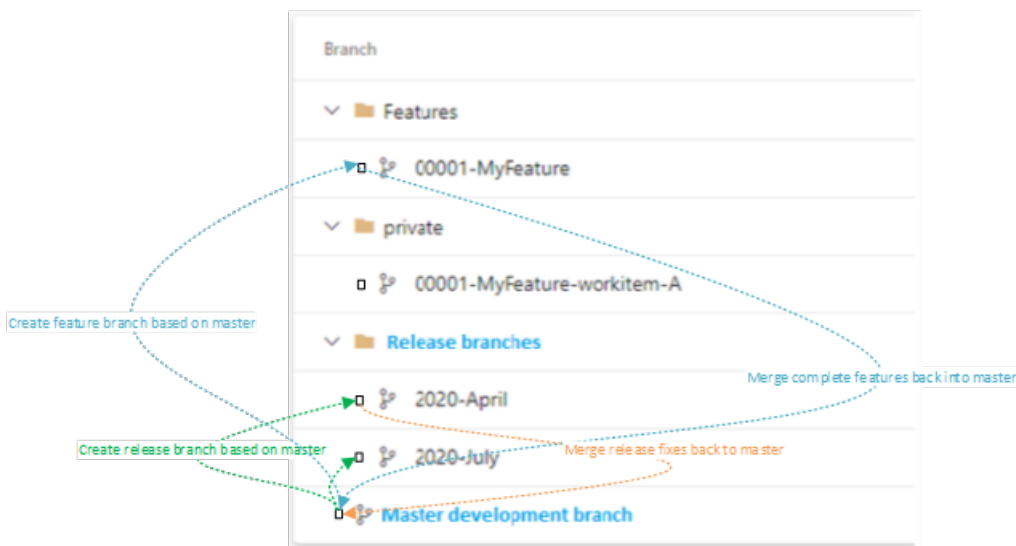 Branch
Features
00001-MyFeature
private
00001-MyFeature-workitem-A
Create feature branch based on master
Release branches
Merge complete features back into master
2020-April
Create release branch based on master
Merge release fixes back to master
2020-July
Master development branch